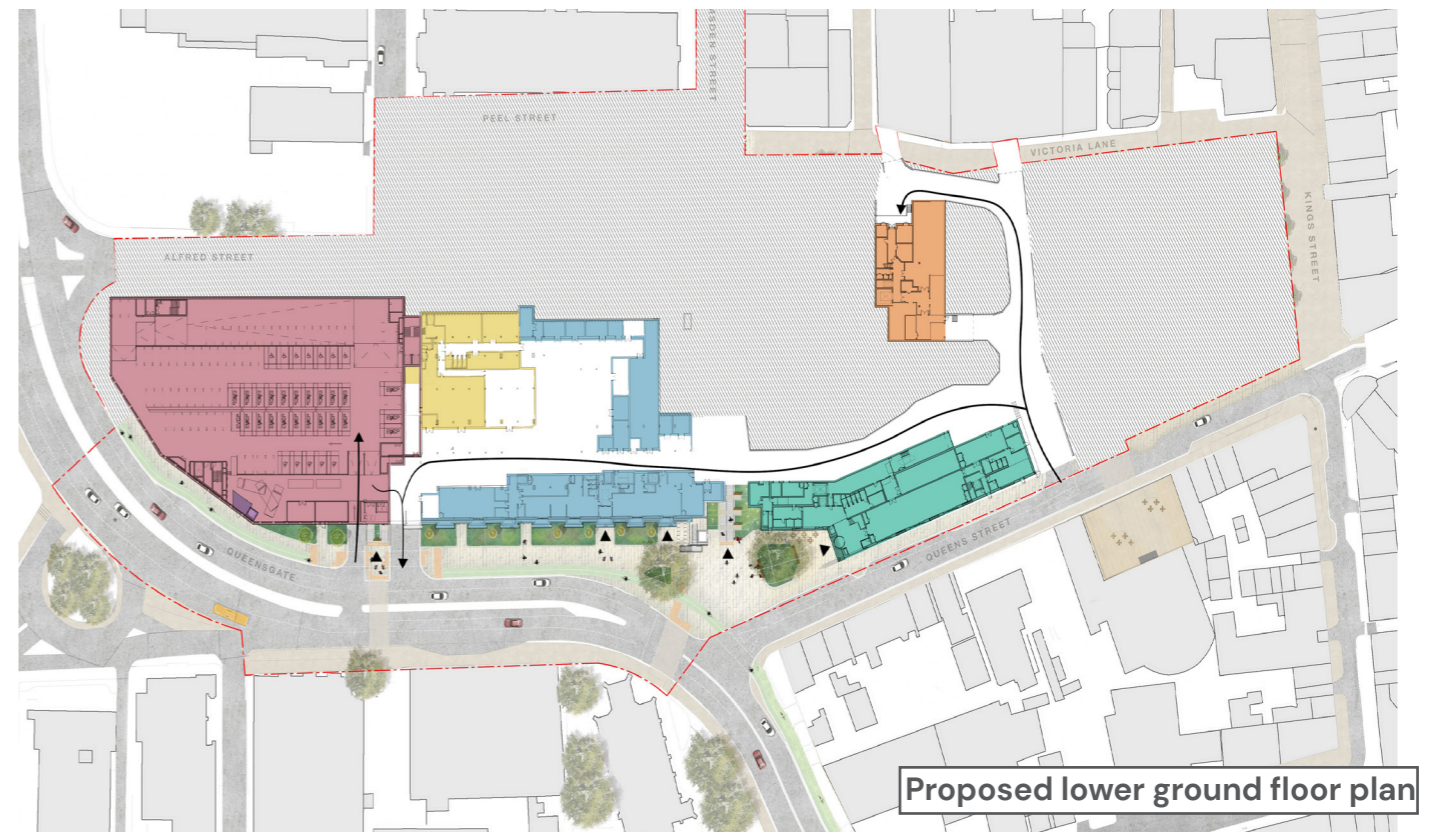 PEEL STREET
VICTORIA LANE
KINGS STREET
ALFRED STREET
QUEENSGATE
QUEENS STREET
Proposed lower ground floor plan